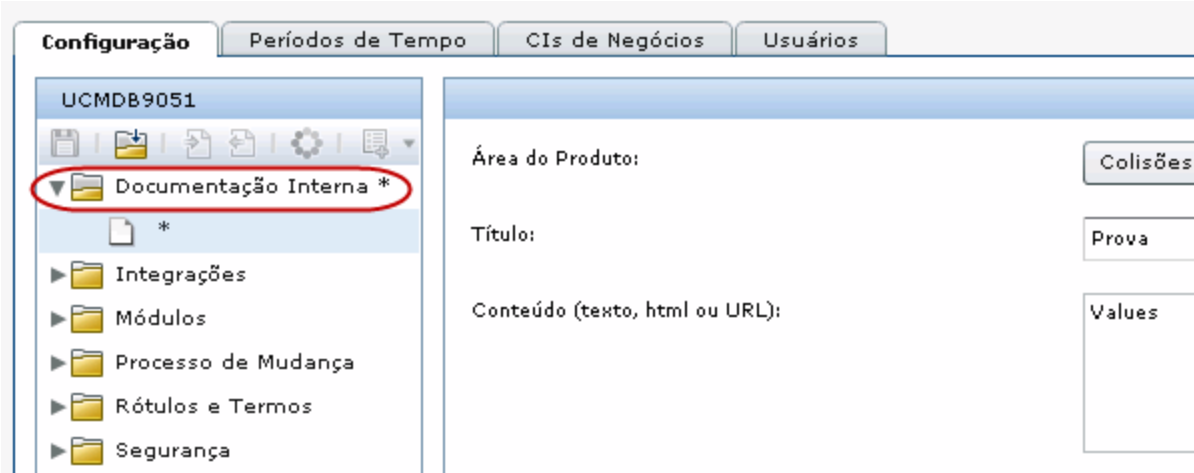 Configuração
Períodos de Tempo
CIs de Negócios
Usuários
UCMDB9051
Documentação Interna *
*
Integrações
Módulos
Processo de Mudança
Rótulos e Termos
Segurança
Área do Produto:
Colisões
Título:
Prova
Conteúdo (texto, html ou URL):
Values